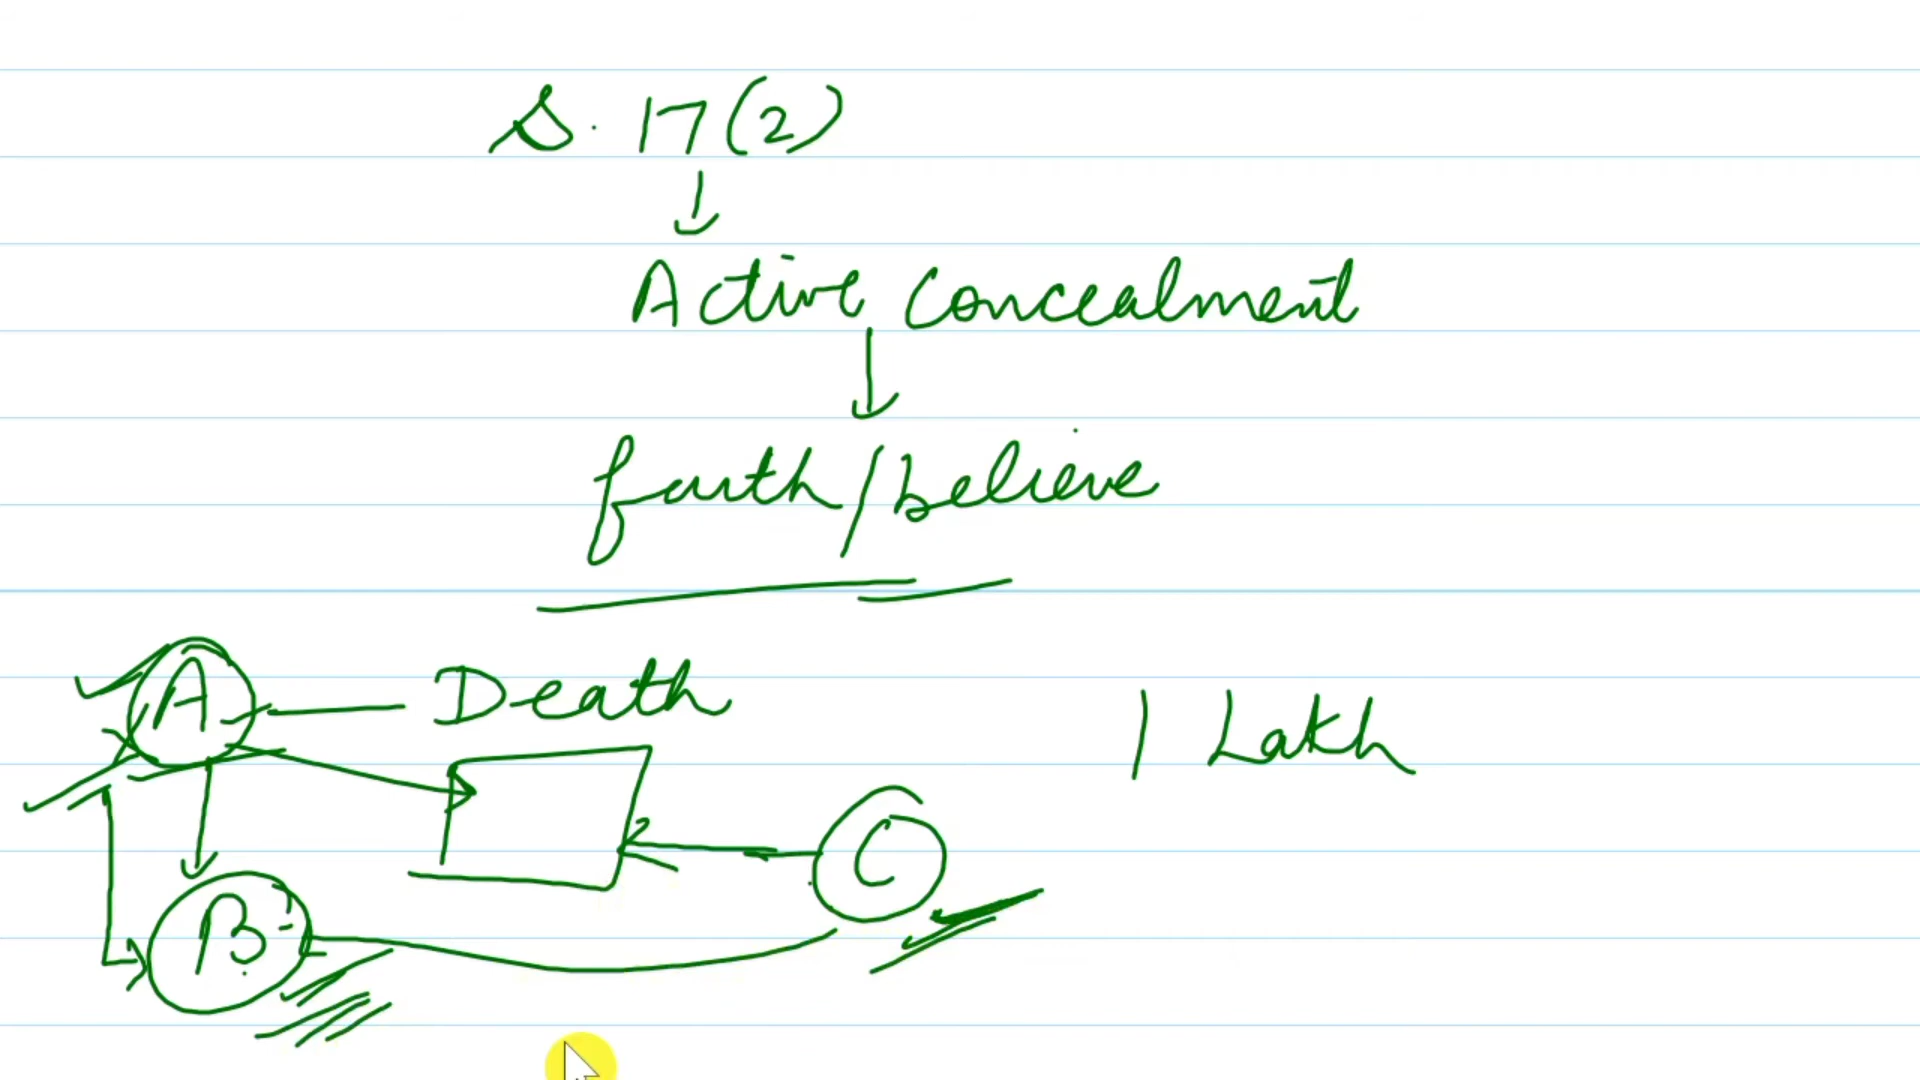 S. 17(2)
Active Concealment
faith/believe
A Death
1 Lakh
C
B